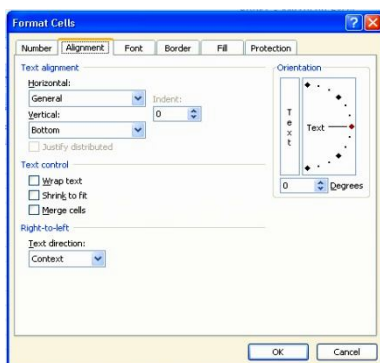 Format Cells
Number Alignment Font Border Fill Protection
Text alignment
Horizontal:
General
Indent:
Vertical:
0
Bottom
Justify distributed
Text control
Wrap text
Shrink to fit
Merge cells
Right-to-left
Text direction:
Context
Orientation
Text
Text
0 Degrees
OK Cancel